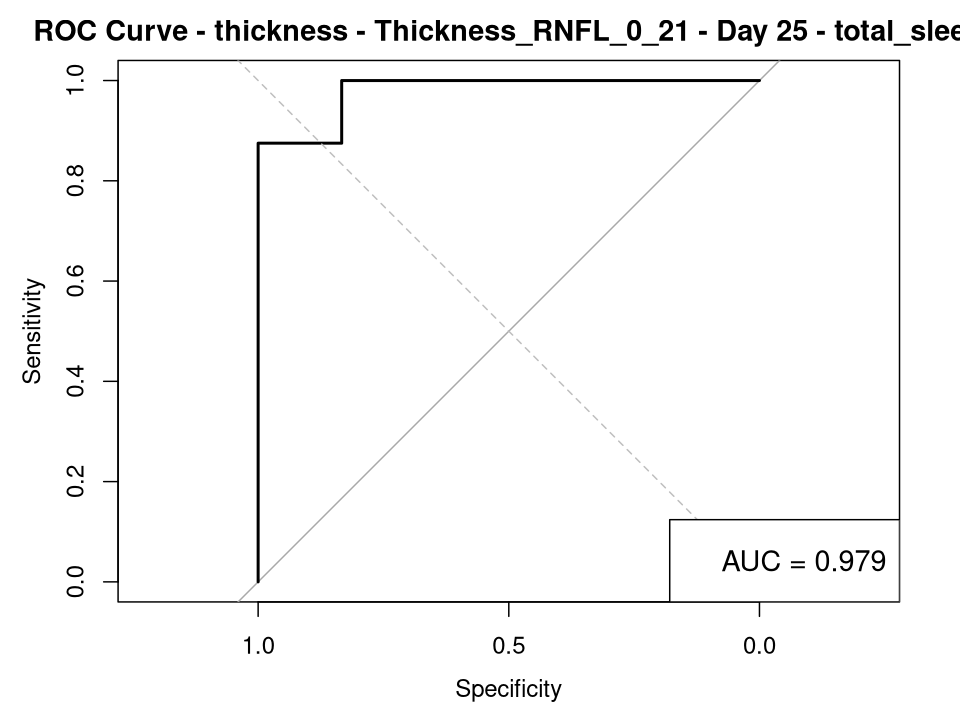 ROC Curve - thickness - Thickness_RNFL_0_21 - Day 25 - total_slee
Sensitivity
1.0
0.8
0.6
0.4
0.2
0.0
AUC = 0.979
1.0 0.5 0.0
Specificity